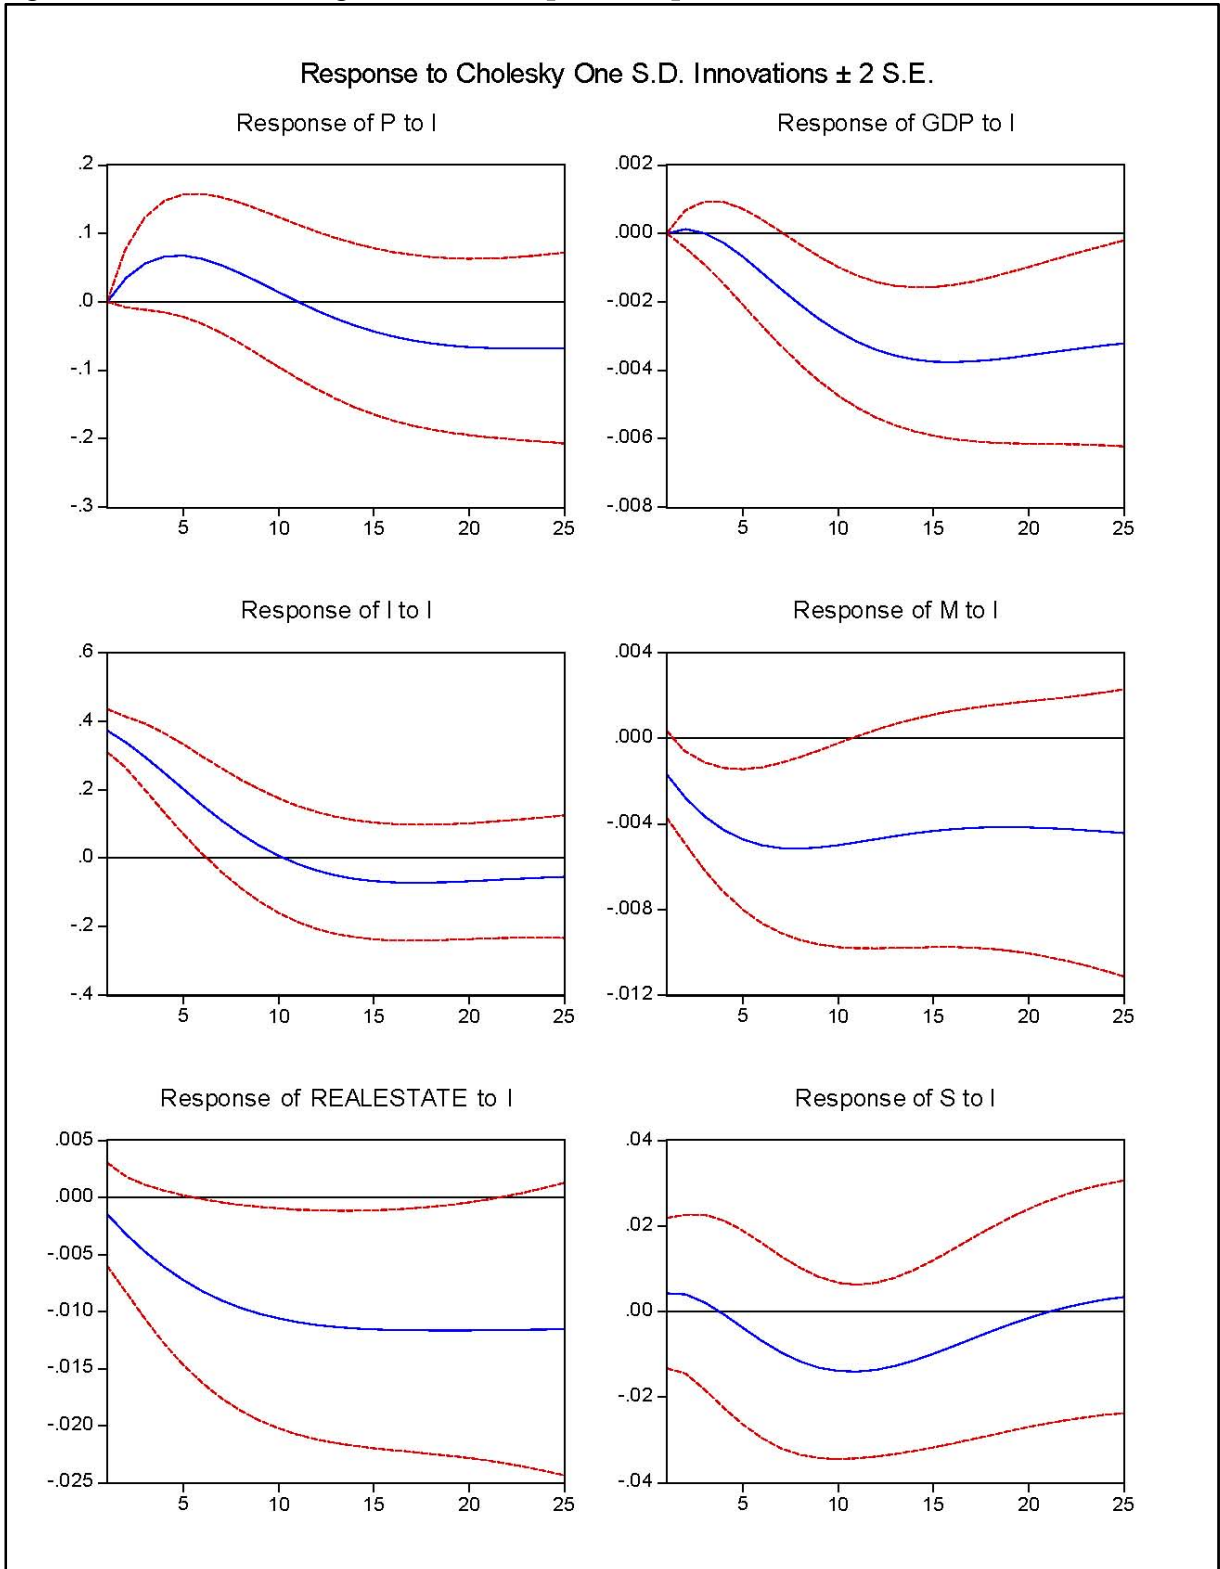 Response to Cholesky One S.D. Innovations ± 2 S.E.
Response of P to I
.2
.1
.0
-.1
-.2
-.3
5 10 15 20 25
Response of GDP to I
.002
.000
-.002
-.004
-.006
-.008
5 10 15 20 25
Response of I to I
.6
.4
.2
.0
-.2
-.4
5 10 15 20 25
Response of M to I
.004
.000
-.004
-.008
-.012
5 10 15 20 25
Response of REALESTATE to I
.005
.000
-.005
-.010
-.015
-.020
-.025
5 10 15 20 25
Response of S to I
.04
.02
.00
-.02
-.04
5 10 15 20 25